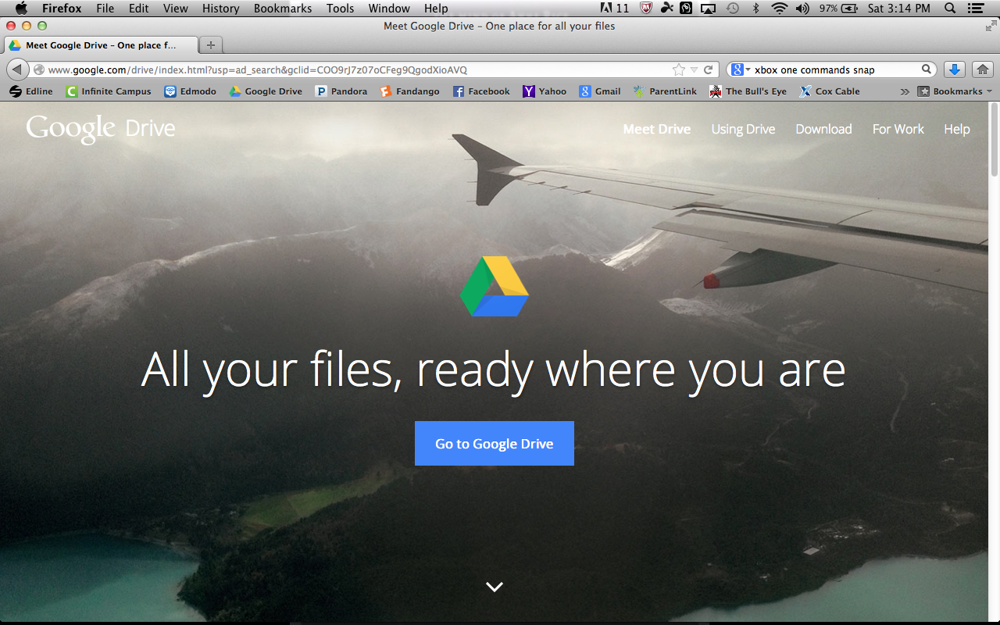 Firefox File Edit View History Bookmarks Tools Window Help 11 97% Sat 3:14 PM
Meet Google Drive – One place for all your files
Meet Google Drive – One place f...
www.google.com/drive/index.html?usp=ad_search&gclid=COO9rJ7z07oCFeg9QgodXioAVQ xbox one commands snap
Edline Infinite Campus Edmodo Google Drive Pandora Fandango Facebook Yahoo Gmail ParentLink The Bull's Eye Cox Cable Bookmarks
Google Drive Meet Drive Using Drive Download For Work Help
All your files, ready where you are
Go to Google Drive